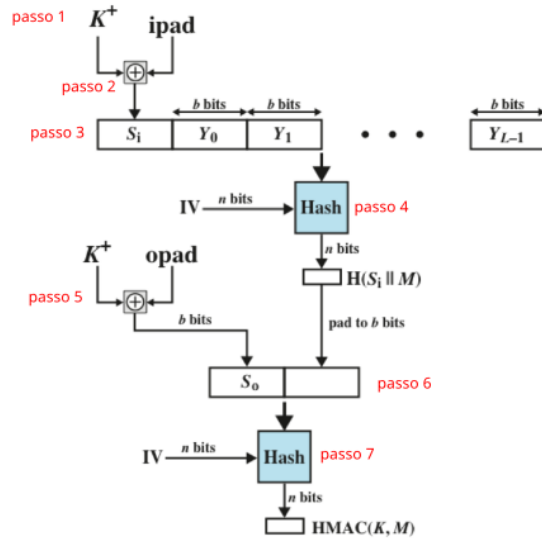 passo 1 K⁺ ipad
passo 2 ⊕
b bits b bits b bits
passo 3 Sᵢ Y₀ Y₁ • • • Y_L–1
IV n bits Hash passo 4
n bits
K⁺ opad H(Sᵢ || M)
passo 5 ⊕
b bits pad to b bits
Sₒ passo 6
IV n bits Hash passo 7
n bits
HMAC(K, M)